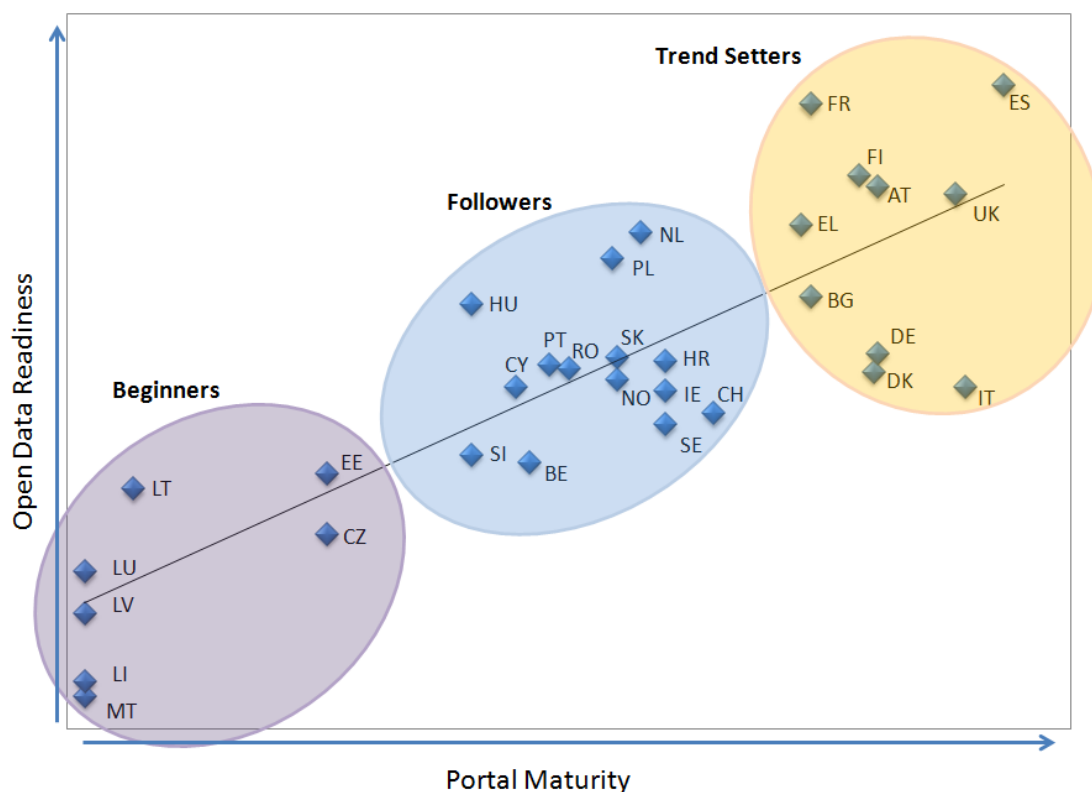 Trend Setters
FR
ES
FI
AT
UK
EL
Followers
NL
PL
BG
HU
SK
PT
RO
HR
DE
CY
DK
NO
IE
CH
IT
SE
Beginners
SI
BE
EE
LT
CZ
LU
LV
LI
MT
Open Data Readiness
Portal Maturity